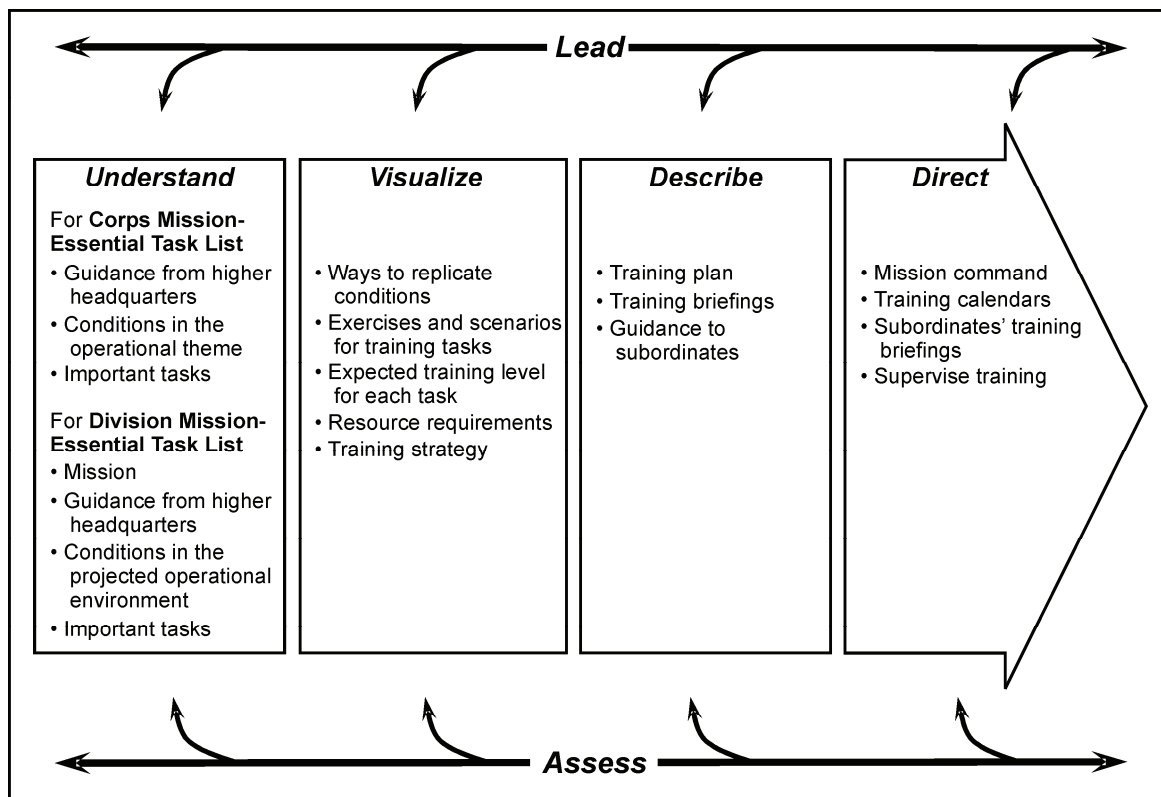 Lead
Understand
For Corps Mission-
Essential Task List
• Guidance from higher
headquarters
• Conditions in the
operational theme
• Important tasks
For Division Mission-
Essential Task List
• Mission
• Guidance from higher
headquarters
• Conditions in the
projected operational
environment
• Important tasks
Visualize
• Ways to replicate
conditions
• Exercises and scenarios
for training tasks
• Expected training level
for each task
• Resource requirements
• Training strategy
Describe
• Training plan
• Training briefings
• Guidance to
subordinates
Direct
• Mission command
• Training calendars
• Subordinates’ training
briefings
• Supervise training
Assess